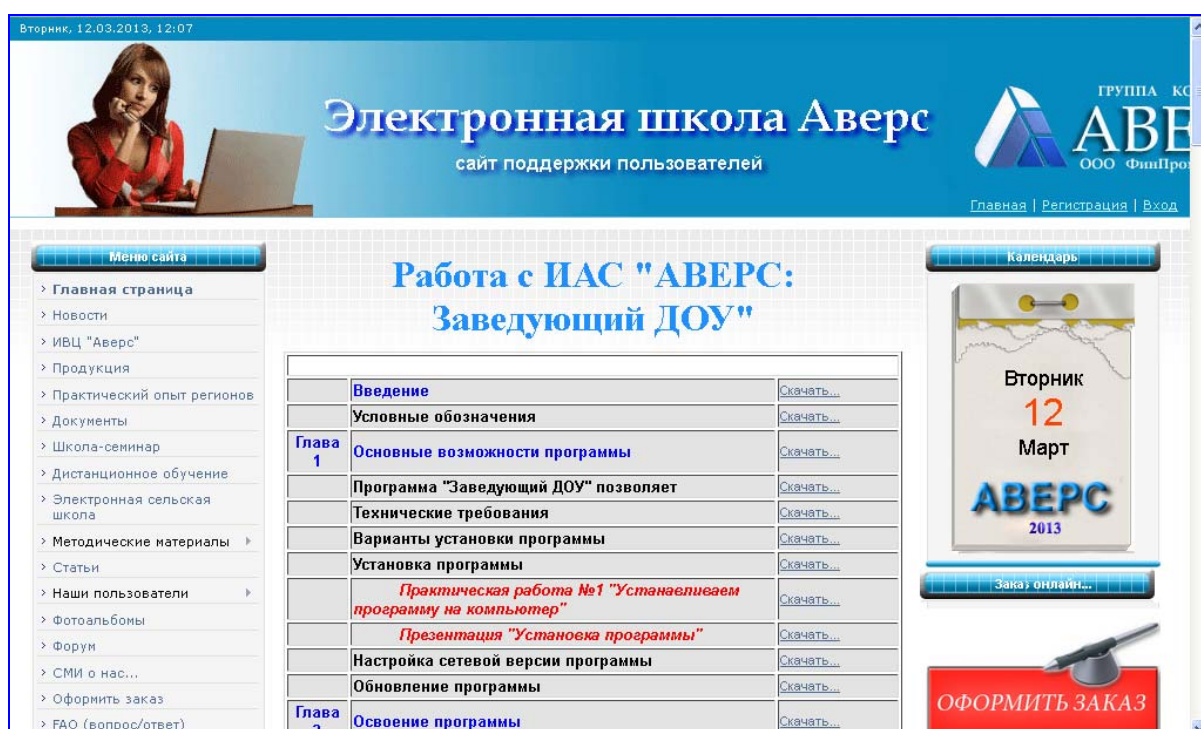 Вторник, 12.03.2013, 12:07
Электронная школа Аверс
сайт поддержки пользователей
ГРУППА КО
АВЕ
ООО ФинПро
Главная | Регистрация | Вход
Меню сайта
Главная страница
Новости
ИВЦ "Аверс"
Продукция
Практический опыт регионов
Документы
Школа-семинар
Дистанционное обучение
Электронная сельская
школа
Методические материалы
Статьи
Наши пользователи
Фотоальбомы
Форум
СМИ о нас...
Оформить заказ
FAQ (вопрос/ответ)
Работа с ИАС "АВЕРС:
Заведующий ДОУ"
Введение Скачать...
Условные обозначения Скачать...
Глава
1 Основные возможности программы Скачать...
Программа "Заведующий ДОУ" позволяет Скачать...
Технические требования Скачать...
Варианты установки программы Скачать...
Установка программы Скачать...
Практическая работа №1 "Устанавливаем
программу на компьютер" Скачать...
Презентация "Установка программы" Скачать...
Настройка сетевой версии программы Скачать...
Обновление программы Скачать...
Глава
Освоение программы Скачать...
Календарь
Вторник
12
Март
АВЕРС
2013
Заказ онлайн...
ОФОРМИТЬ ЗАКАЗ